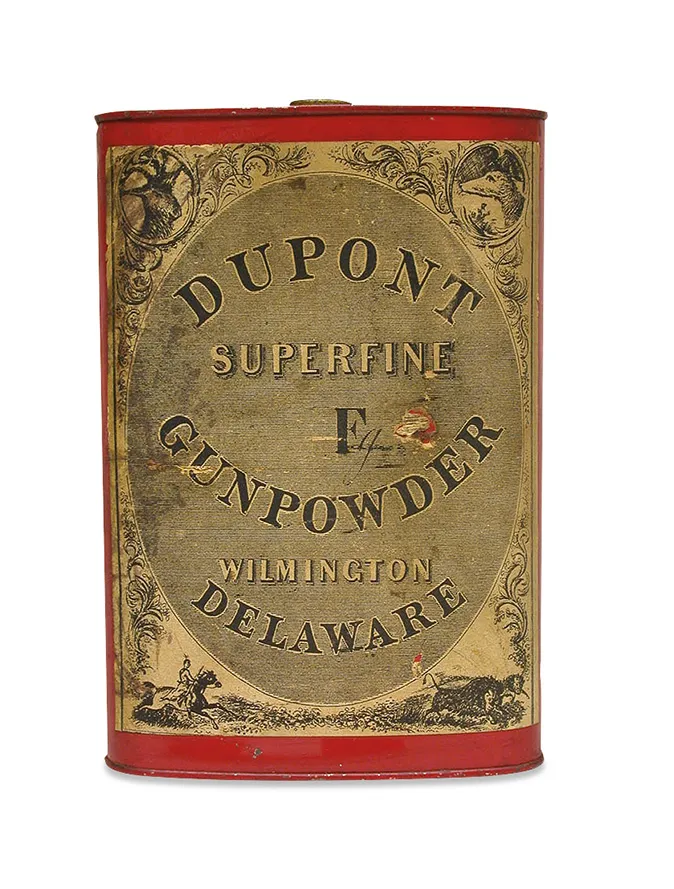 DUPONT
SUPERFINE
F
GUNPOWDER
WILMINGTON
DELAWARE